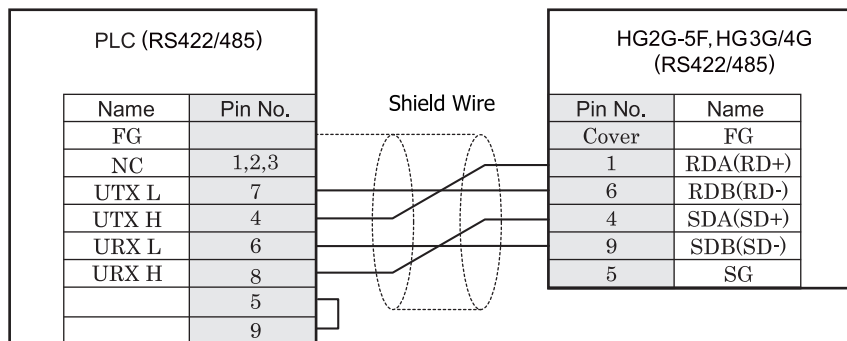 PLC (RS422/485)
HG2G-5F, HG3G/4G
(RS422/485)
Shield Wire
Name Pin No.
FG
NC 1,2,3
UTX L 7
UTX H 4
URX L 6
URX H 8
5
9
Pin No. Name
Cover FG
1 RDA(RD+)
6 RDB(RD-)
4 SDA(SD+)
9 SDB(SD-)
5 SG